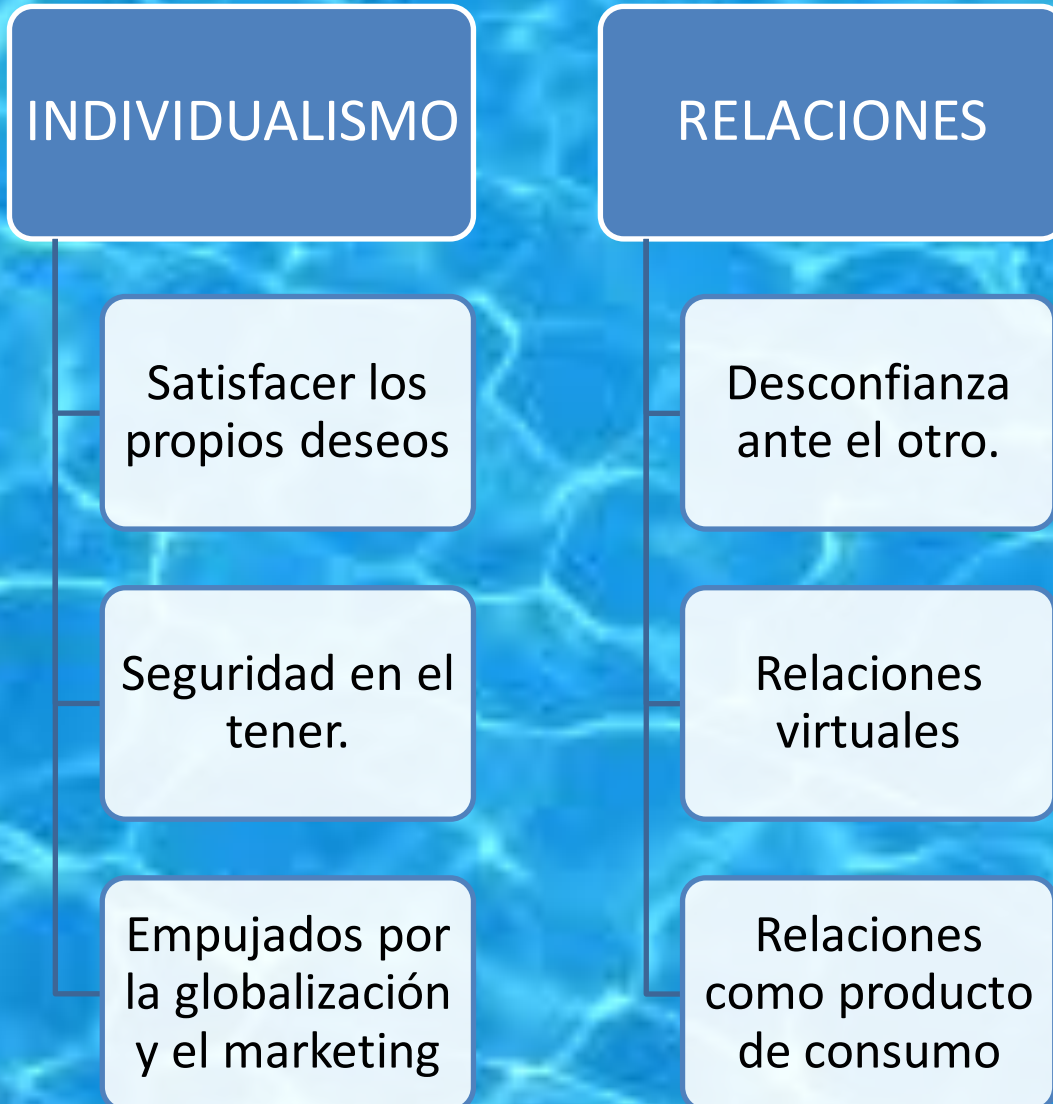 INDIVIDUALISMO
Satisfacer los
propios deseos
Seguridad en el
tener.
Empujados por
la globalización
y el marketing
RELACIONES
Desconfianza
ante el otro.
Relaciones
virtuales
Relaciones
como producto
de consumo